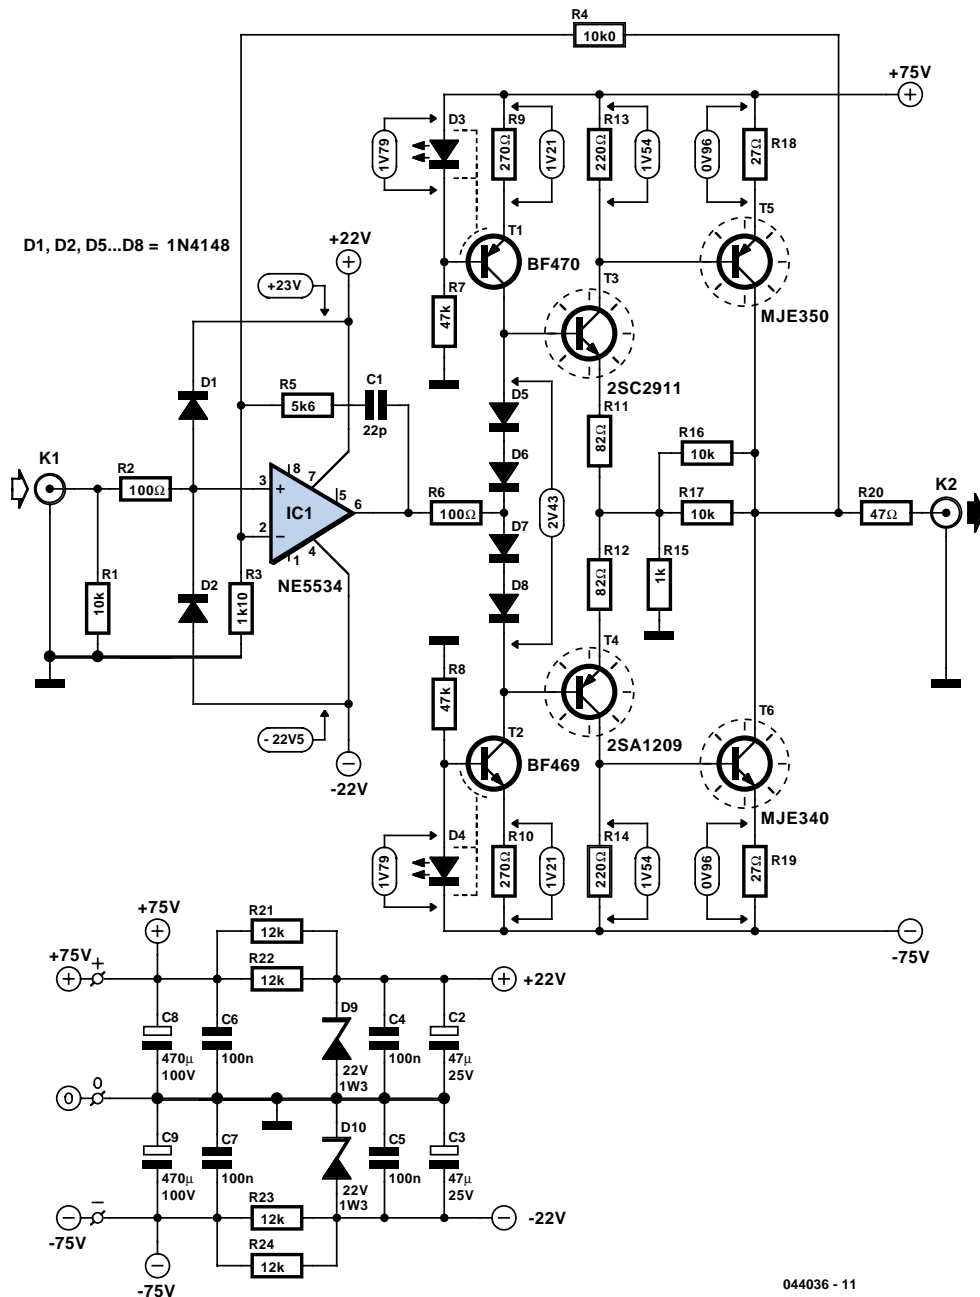 R4
10k0
+75V
D3
R9
R13
1V79
270Ω
1V21
220Ω
1V54
0V96
27Ω
R18
T1
T5
D1, D2, D5...D8 = 1N4148
+22V
BF470
+23V
T3
R7
47k
MJE350
2SC2911
D1
R5
C1
5k6
22p
D5
R11
82Ω
R16
10k
K1
R2
D6
100Ω
3
8
7
5
+
IC1
6
R6
100Ω
2V43
R17
10k
R20
47Ω
K2
2
−
1
4
D7
R12
R15
R1
10k
D2
R3
1k10
NE5534
D8
82Ω
1k
T4
R8
47k
2SA1209
T2
T6
- 22V5
BF469
-22V
MJE340
D4
R10
R14
1V79
270Ω
1V21
220Ω
1V54
0V96
27Ω
R19
+75V
R21
12k
-75V
+75V
+
R22
12k
+22V
C8
C6
D9
C4
C2
470µ
100V
100n
22V
1W3
100n
47µ
25V
0
0
C9
C7
D10
C5
C3
470µ
100V
100n
22V
1W3
100n
47µ
25V
R23
−
12k
-22V
-75V
R24
12k
-75V
044036 - 11